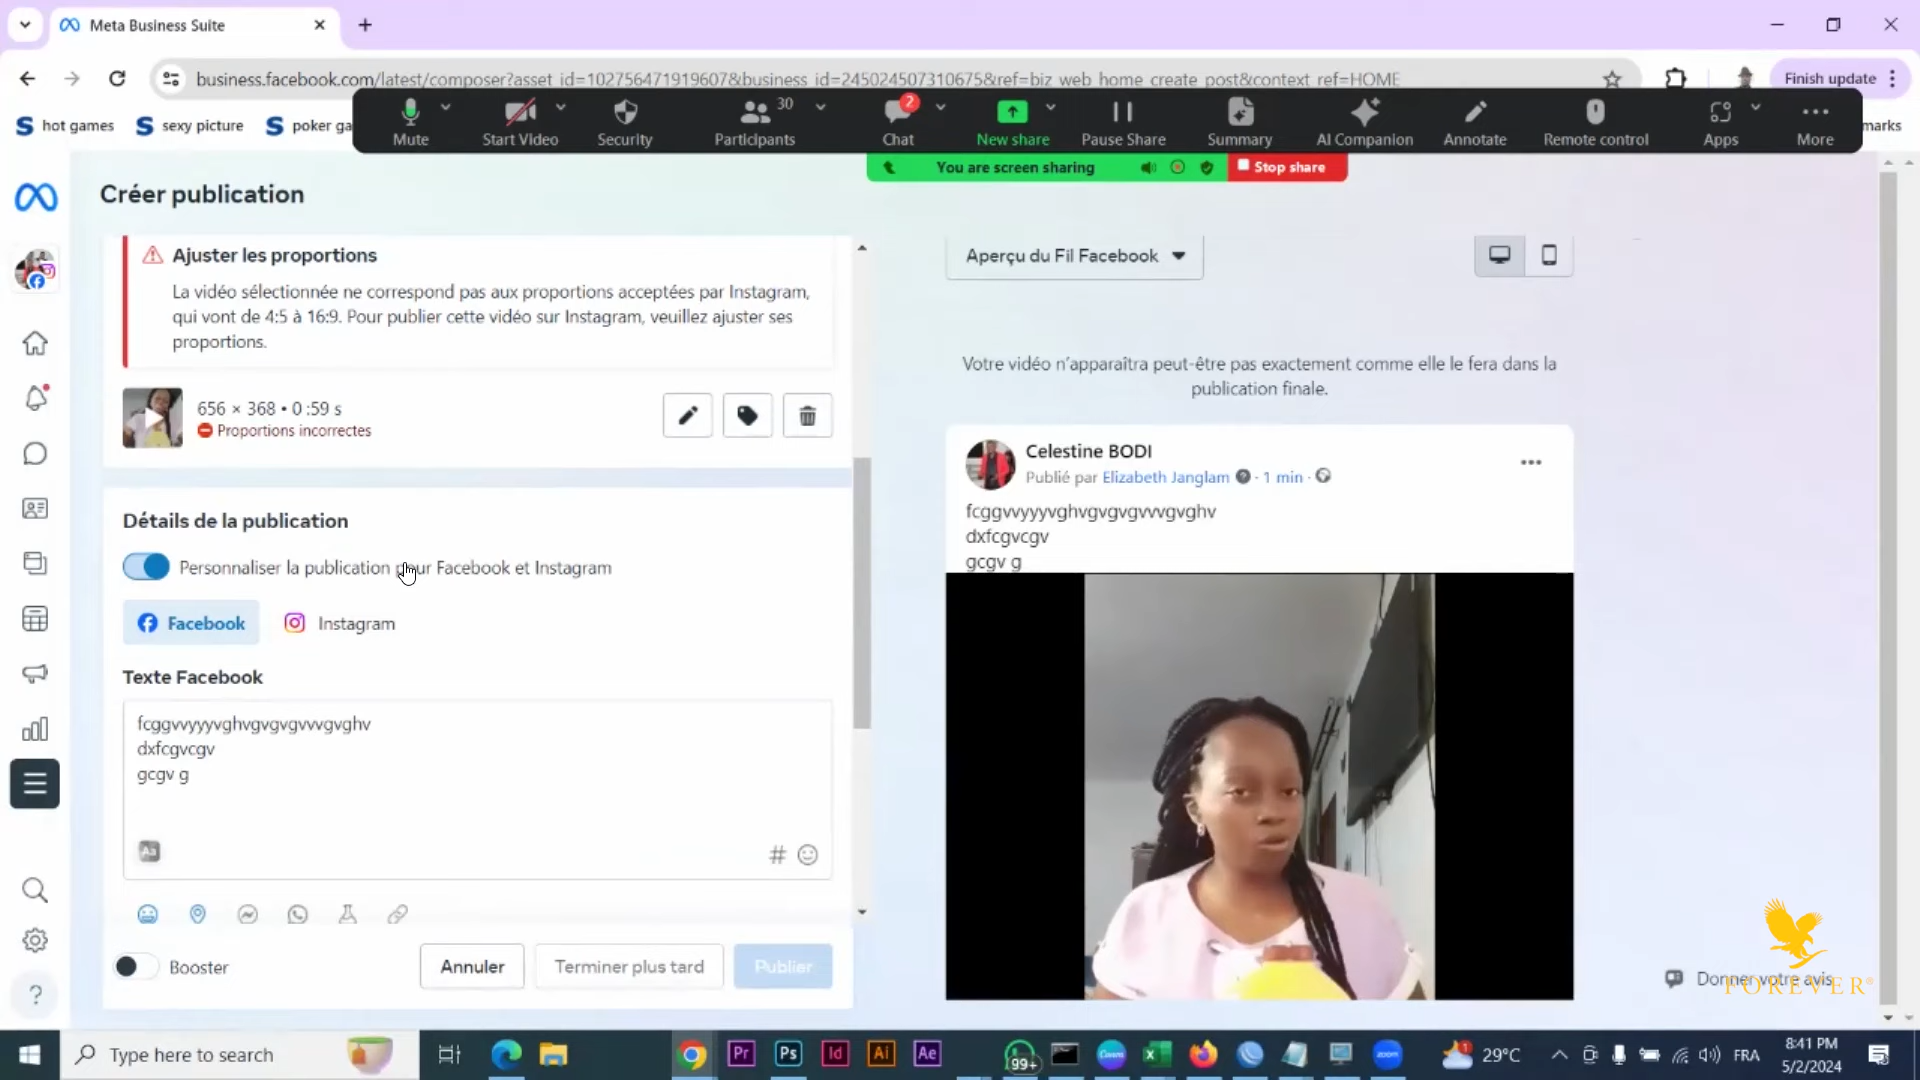 Meta Business Suite
business.facebook.com/latest/composer?asset_id=102756471919607&business_id=245024507310675&ref=biz_web_home_create_post&context_ref=HOME
Finish update
hot games
sexy picture
poker ga
marks
Mute
Start Video
Security
Participants
30
Chat
2
New share
Pause Share
Summary
AI Companion
Annotate
Remote control
Apps
More
You are screen sharing
Stop share
Créer publication
Ajuster les proportions
La vidéo sélectionnée ne correspond pas aux proportions acceptées par Instagram,
qui vont de 4:5 à 16:9. Pour publier cette vidéo sur Instagram, veuillez ajuster ses
proportions.
656 × 368 • 0 :59 s
Proportions incorrectes
Détails de la publication
Personnaliser la publication pour Facebook et Instagram
Facebook
Instagram
Texte Facebook
fcggvvyyyvghvgvgvgvvvgvghv
dxfcgvcgv
gcgv g
Aa
#
Booster
Annuler
Terminer plus tard
Publier
Aperçu du Fil Facebook
Votre vidéo n’apparaîtra peut-être pas exactement comme elle le fera dans la
publication finale.
Celestine BODI
Publié par Elizabeth Janglam · 1 min ·
fcggvvyyyvghvgvgvgvvvgvghv
dxfcgvcgv
gcgv g
Donner votre avis
FOREVER®
Type here to search
Pr
Ps
Id
Ai
Ae
99+
zoom
1
29°C
FRA
8:41 PM
5/2/2024